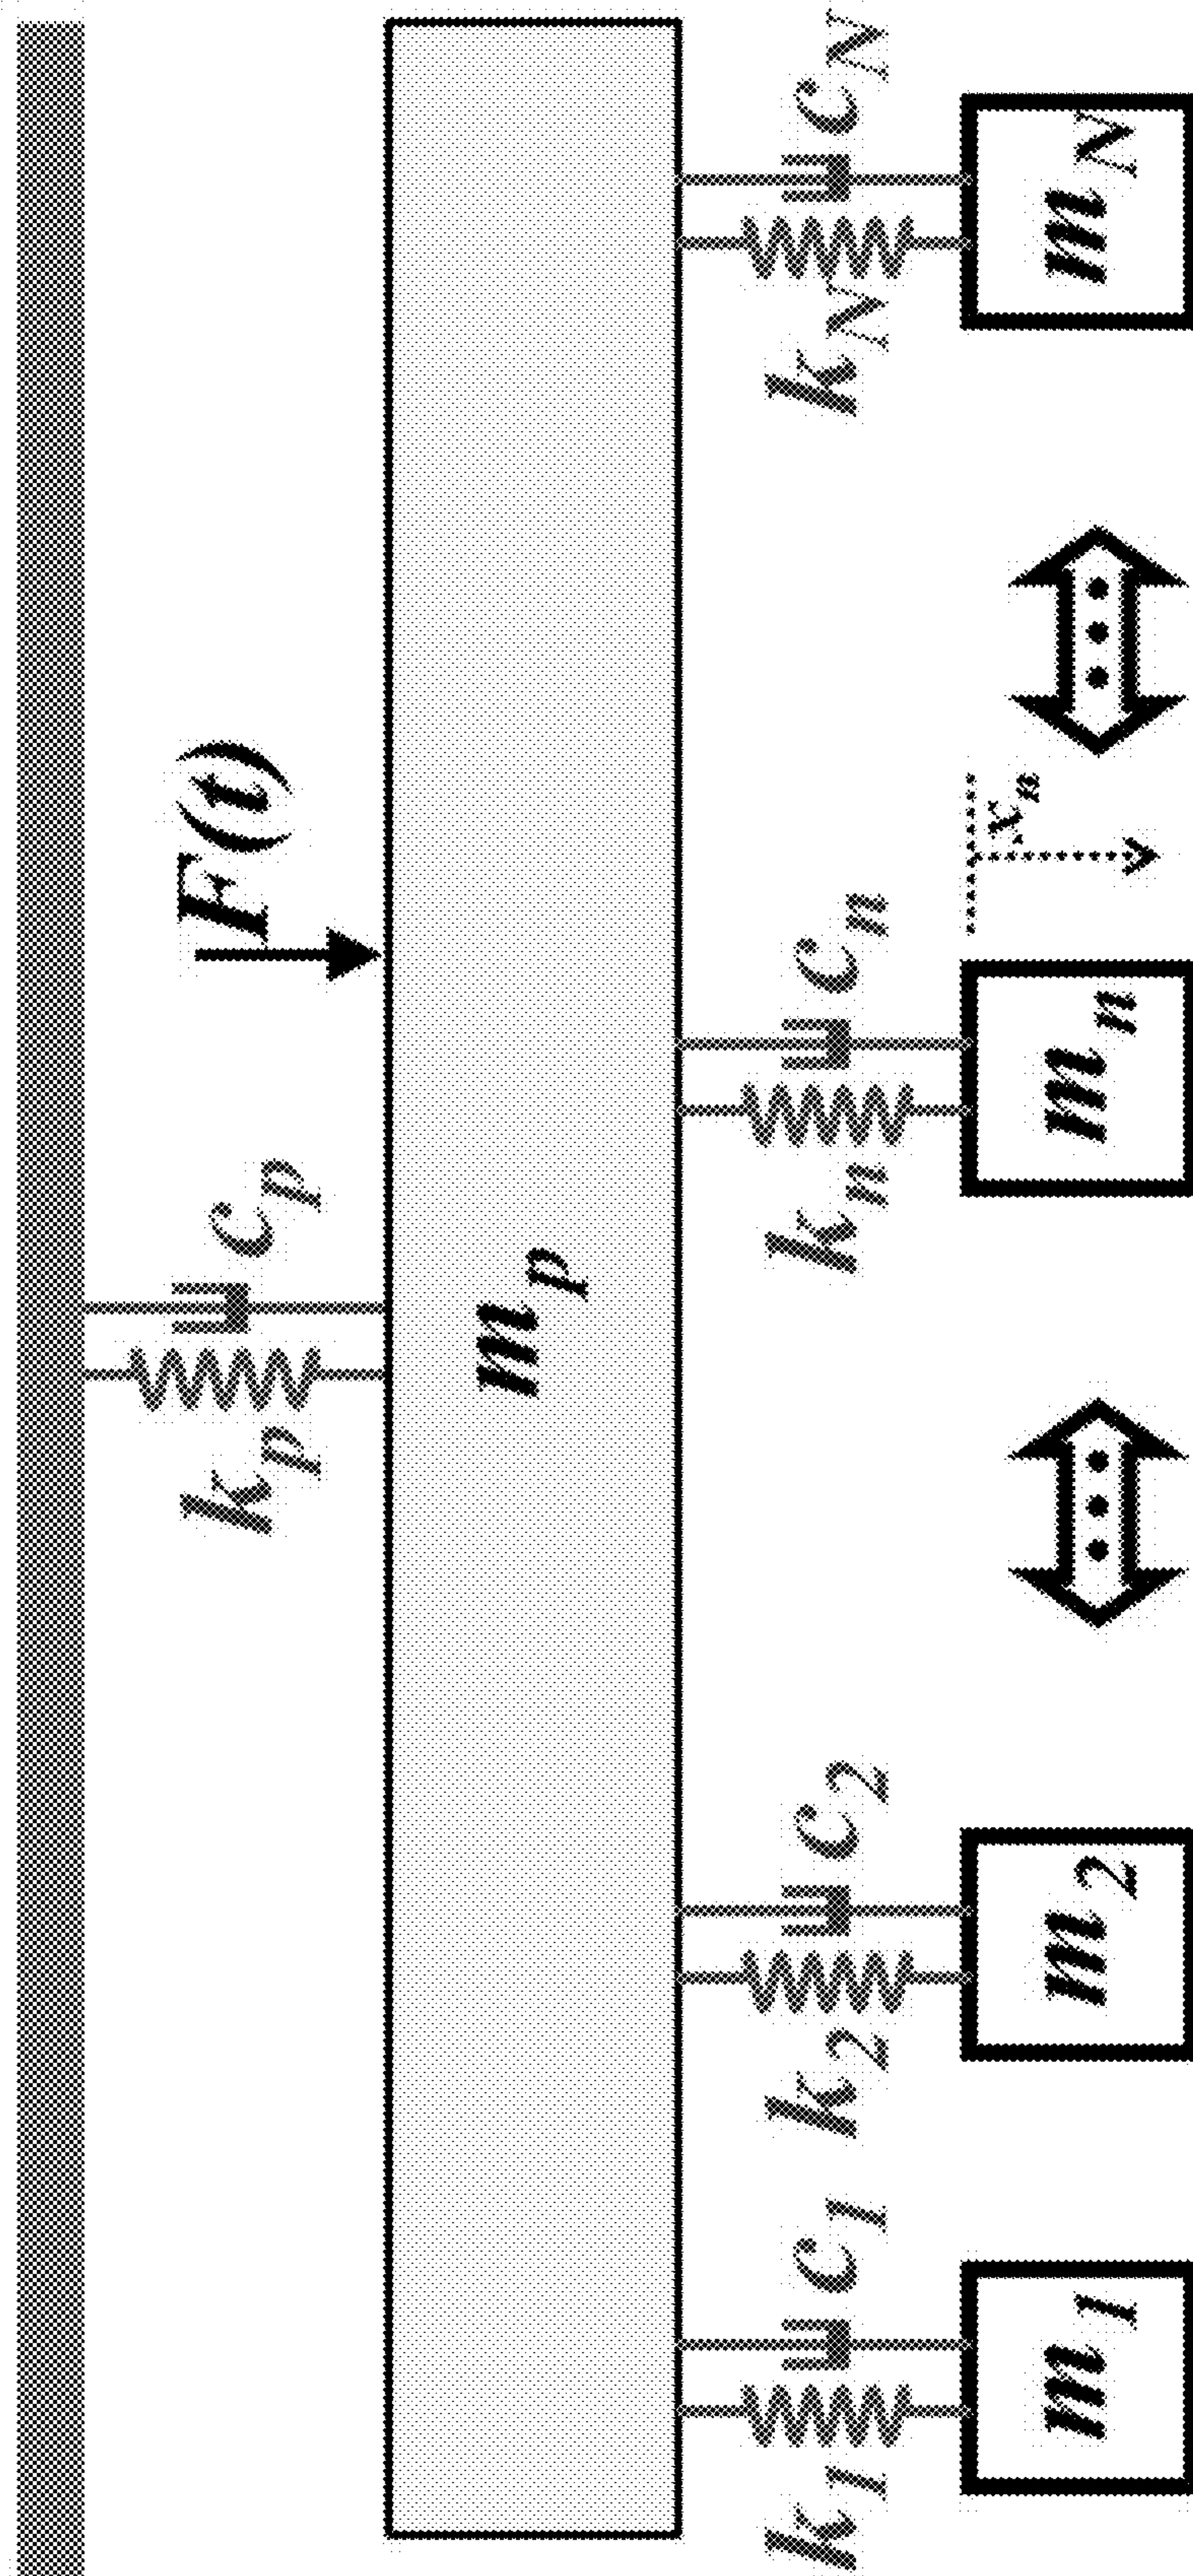 k_p c_p F(t)
m_p
k_1 c_1 k_2 c_2 k_n c_n k_N c_N
x_n
m_1 m_2 m_n m_N